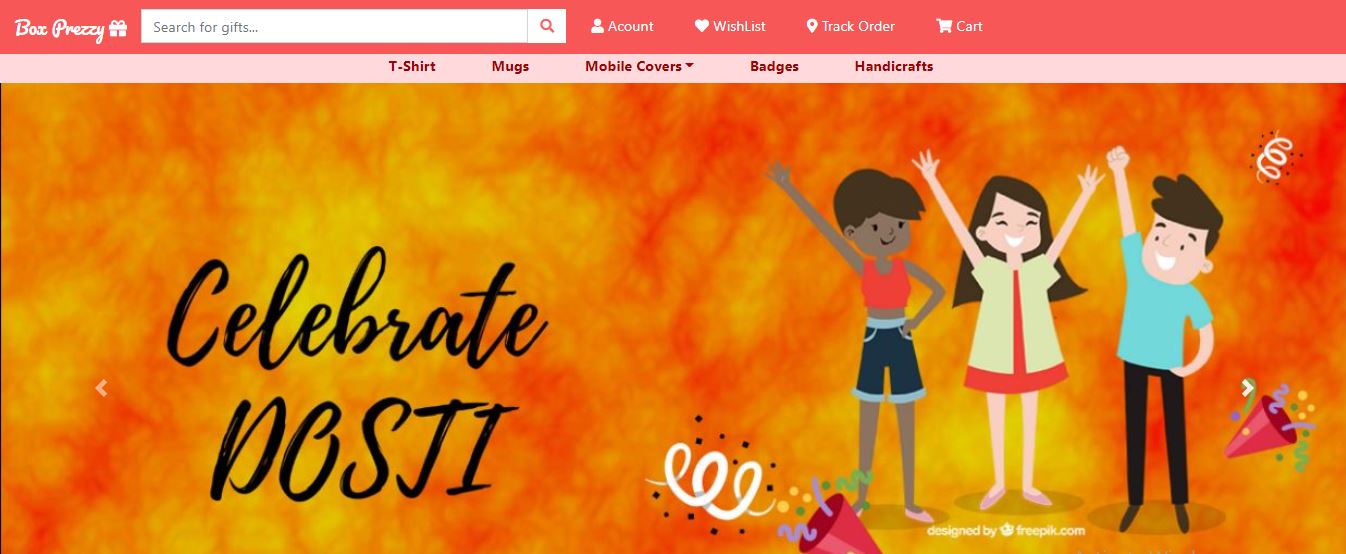 Box Prezzy
Search for gifts...
Acount
WishList
Track Order
Cart
T-Shirt
Mugs
Mobile Covers
Badges
Handicrafts
Celebrate
DOSTI
designed by freepik.com